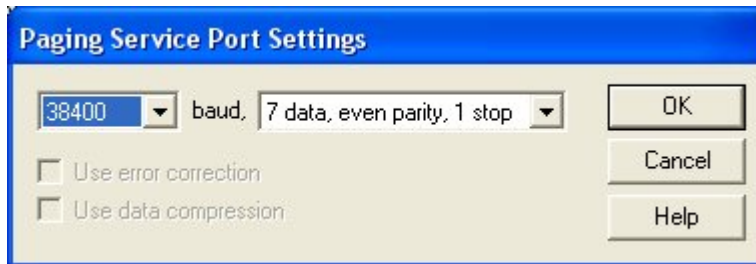 Paging Service Port Settings
38400 baud, 7 data, even parity, 1 stop
OK
Use error correction
Cancel
Use data compression
Help